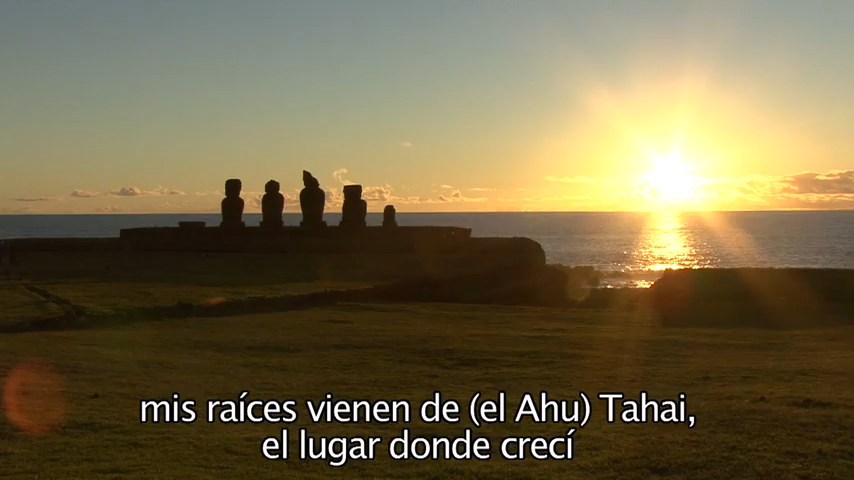 mis raíces vienen de (el Ahu) Tahai,
el lugar donde crecí